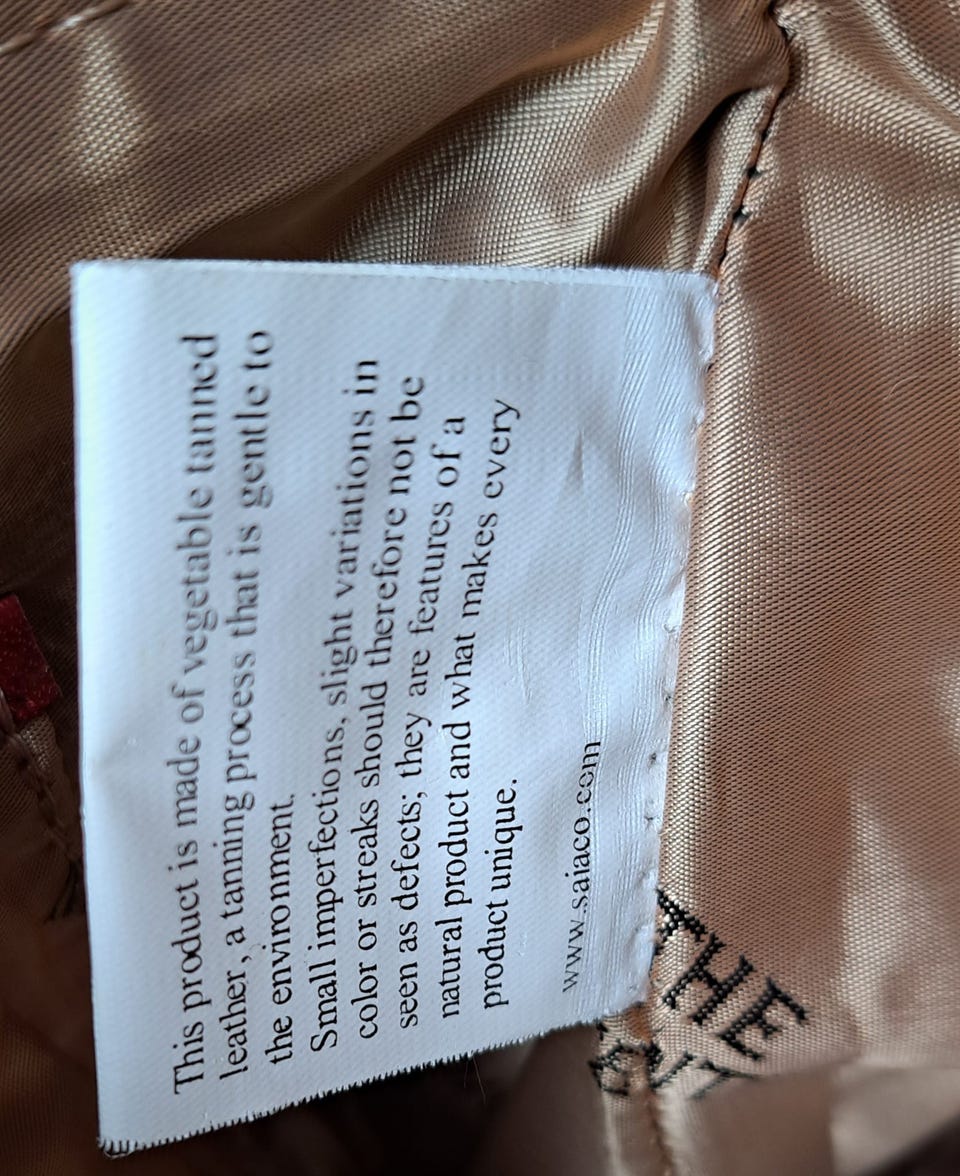 This product is made of vegetable tanned
leather, a tanning process that is gentle to
the environment.
Small imperfections, slight variations in
color or streaks should therefore not be
seen as defects; they are features of a
natural product and what makes every
product unique.
www.saiaco.com
THE